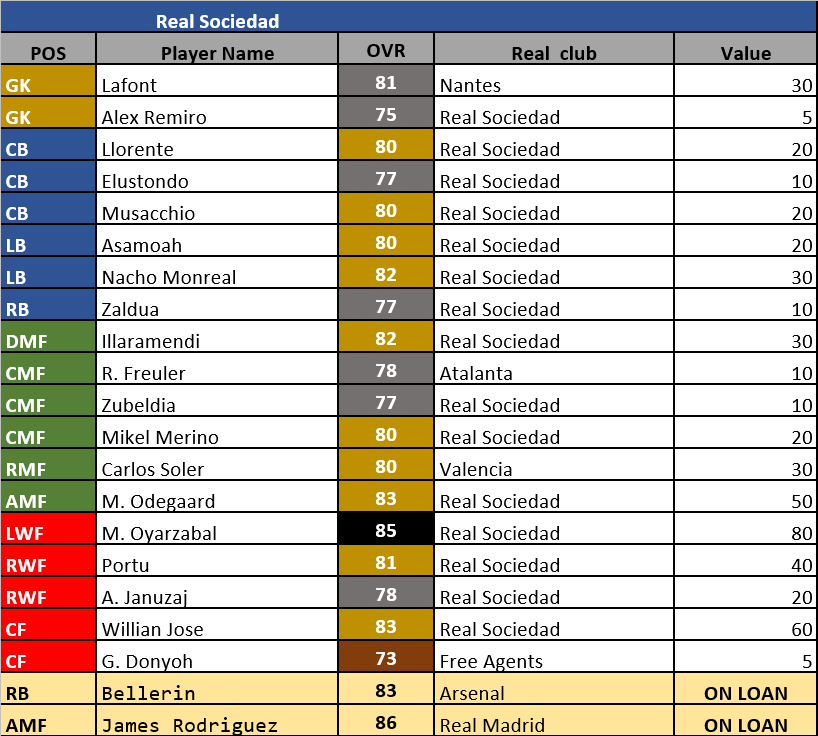 Real Sociedad
POS Player Name OVR Real club Value
GK Lafont 81 Nantes 30
GK Alex Remiro 75 Real Sociedad 5
CB Llorente 80 Real Sociedad 20
CB Elustondo 77 Real Sociedad 10
CB Musacchio 80 Real Sociedad 20
LB Asamoah 80 Real Sociedad 20
LB Nacho Monreal 82 Real Sociedad 30
RB Zaldua 77 Real Sociedad 10
DMF Illaramendi 82 Real Sociedad 30
CMF R. Freuler 78 Atalanta 10
CMF Zubeldia 77 Real Sociedad 10
CMF Mikel Merino 80 Real Sociedad 20
RMF Carlos Soler 80 Valencia 30
AMF M. Odegaard 83 Real Sociedad 50
LWF M. Oyarzabal 85 Real Sociedad 80
RWF Portu 81 Real Sociedad 40
RWF A. Januzaj 78 Real Sociedad 20
CF Willian Jose 83 Real Sociedad 60
CF G. Donyoh 73 Free Agents 5
RB Bellerin 83 Arsenal ON LOAN
AMF James Rodriguez 86 Real Madrid ON LOAN